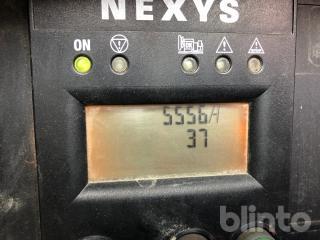 NEXYS
ON
5556h
37
blinto